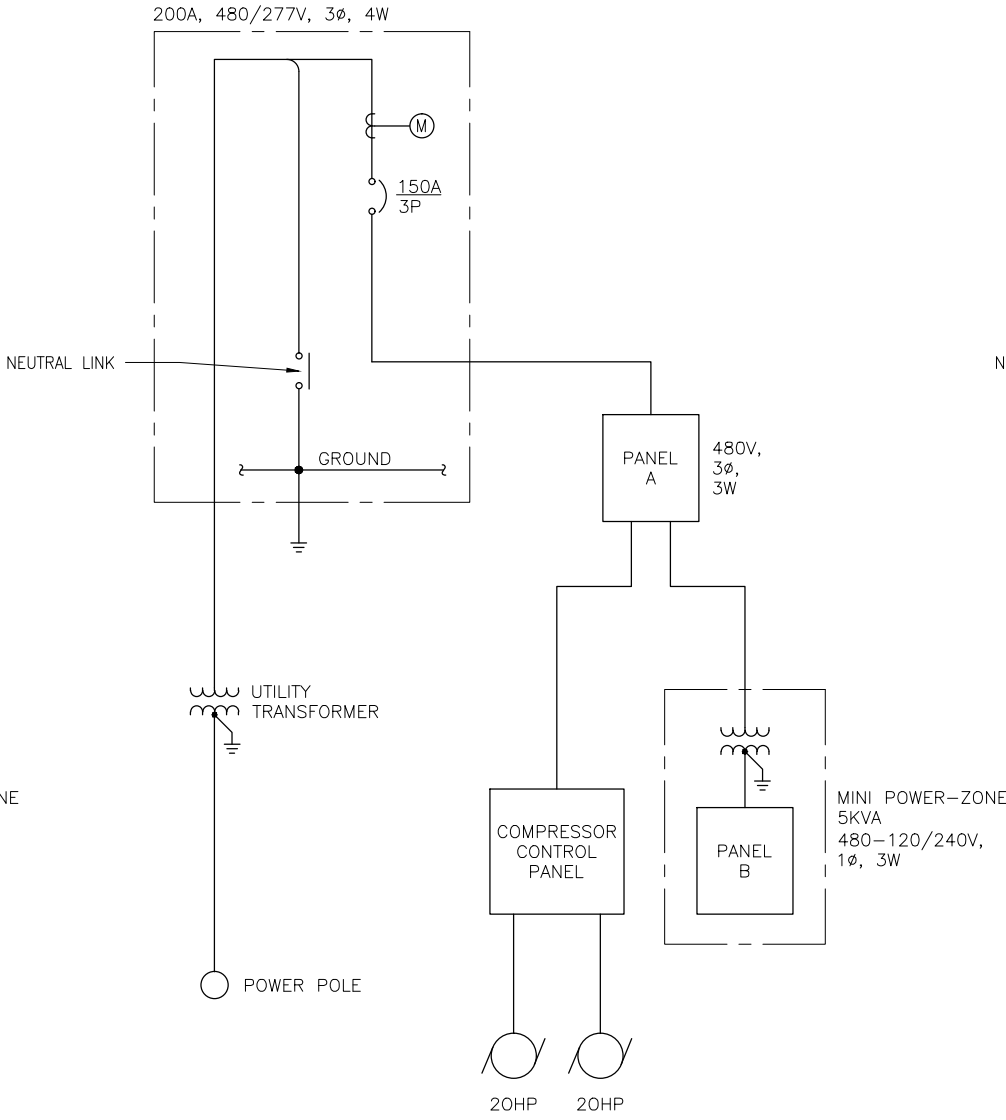 200A, 480/277V, 3ø, 4W
M
150A
3P
NEUTRAL LINK
N
GROUND
PANEL
A
480V,
3ø,
3W
UTILITY
TRANSFORMER
NE
COMPRESSOR
CONTROL
PANEL
PANEL
B
MINI POWER-ZONE
5KVA
480-120/240V,
1ø, 3W
POWER POLE
20HP
20HP